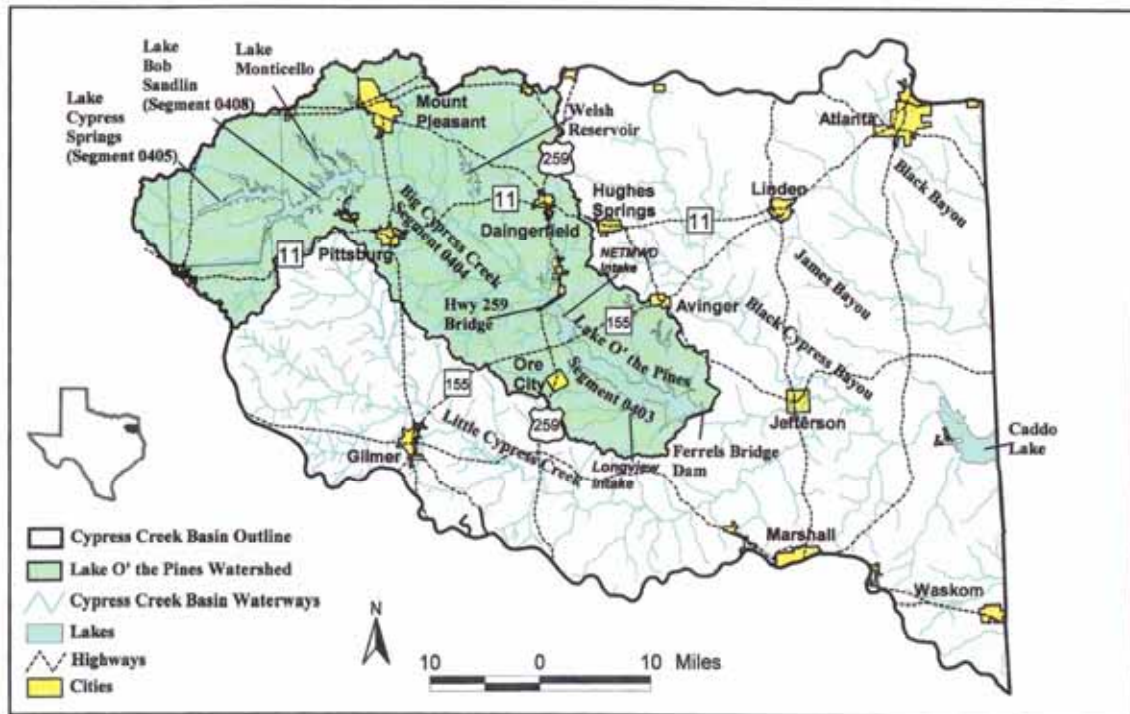 Lake
Bob
Sandlin
(Segment 0408)
Lake
Monticello
Lake
Cypress
Springs
(Segment 0405)
Mount
Pleasant
Welsh
Reservoir
259
Atlanta
Black Bayou
Hughes
Springs
Linden
11
11
Daingerfield
Big Cypress Creek
Segment 0404
11
Pittsburg
NETMWD
Intake
James Bayou
Hwy 259
Bridge
155
Avinger
Black Cypress Bayou
Lake O' the Pines
Segment 0403
Ore
City
155
259
Jefferson
Caddo
Lake
Little Cypress Creek
Gilmer
Longview
Intake
Ferrels Bridge
Dam
Marshall
Waskom
Cypress Creek Basin Outline
Lake O' the Pines Watershed
Cypress Creek Basin Waterways
Lakes
Highways
Cities
N
10 0 10 Miles